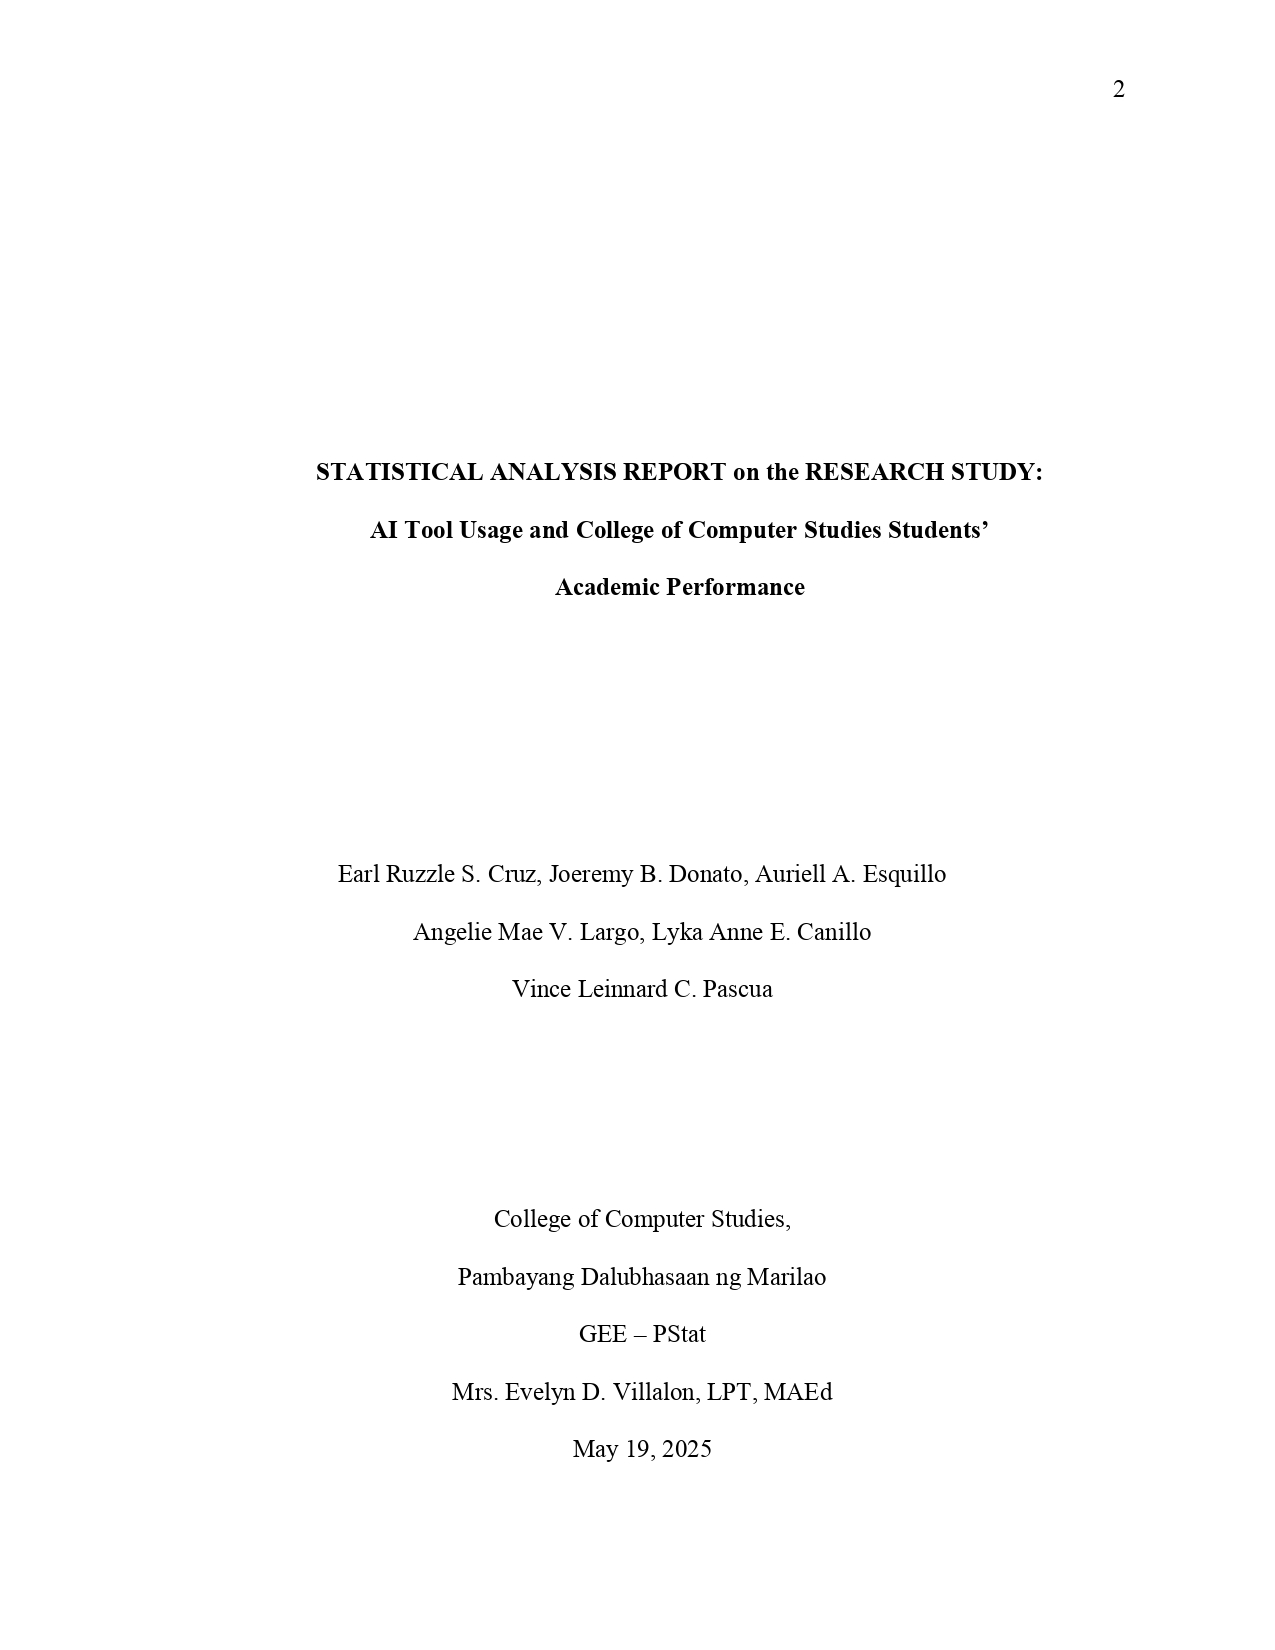 2
STATISTICAL ANALYSIS REPORT on the RESEARCH STUDY:
AI Tool Usage and College of Computer Studies Students’
Academic Performance
Earl Ruzzle S. Cruz, Joeremy B. Donato, Auriell A. Esquillo
Angelie Mae V. Largo, Lyka Anne E. Canillo
Vince Leinnard C. Pascua
College of Computer Studies,
Pambayang Dalubhasaan ng Marilao
GEE – PStat
Mrs. Evelyn D. Villalon, LPT, MAEd
May 19, 2025